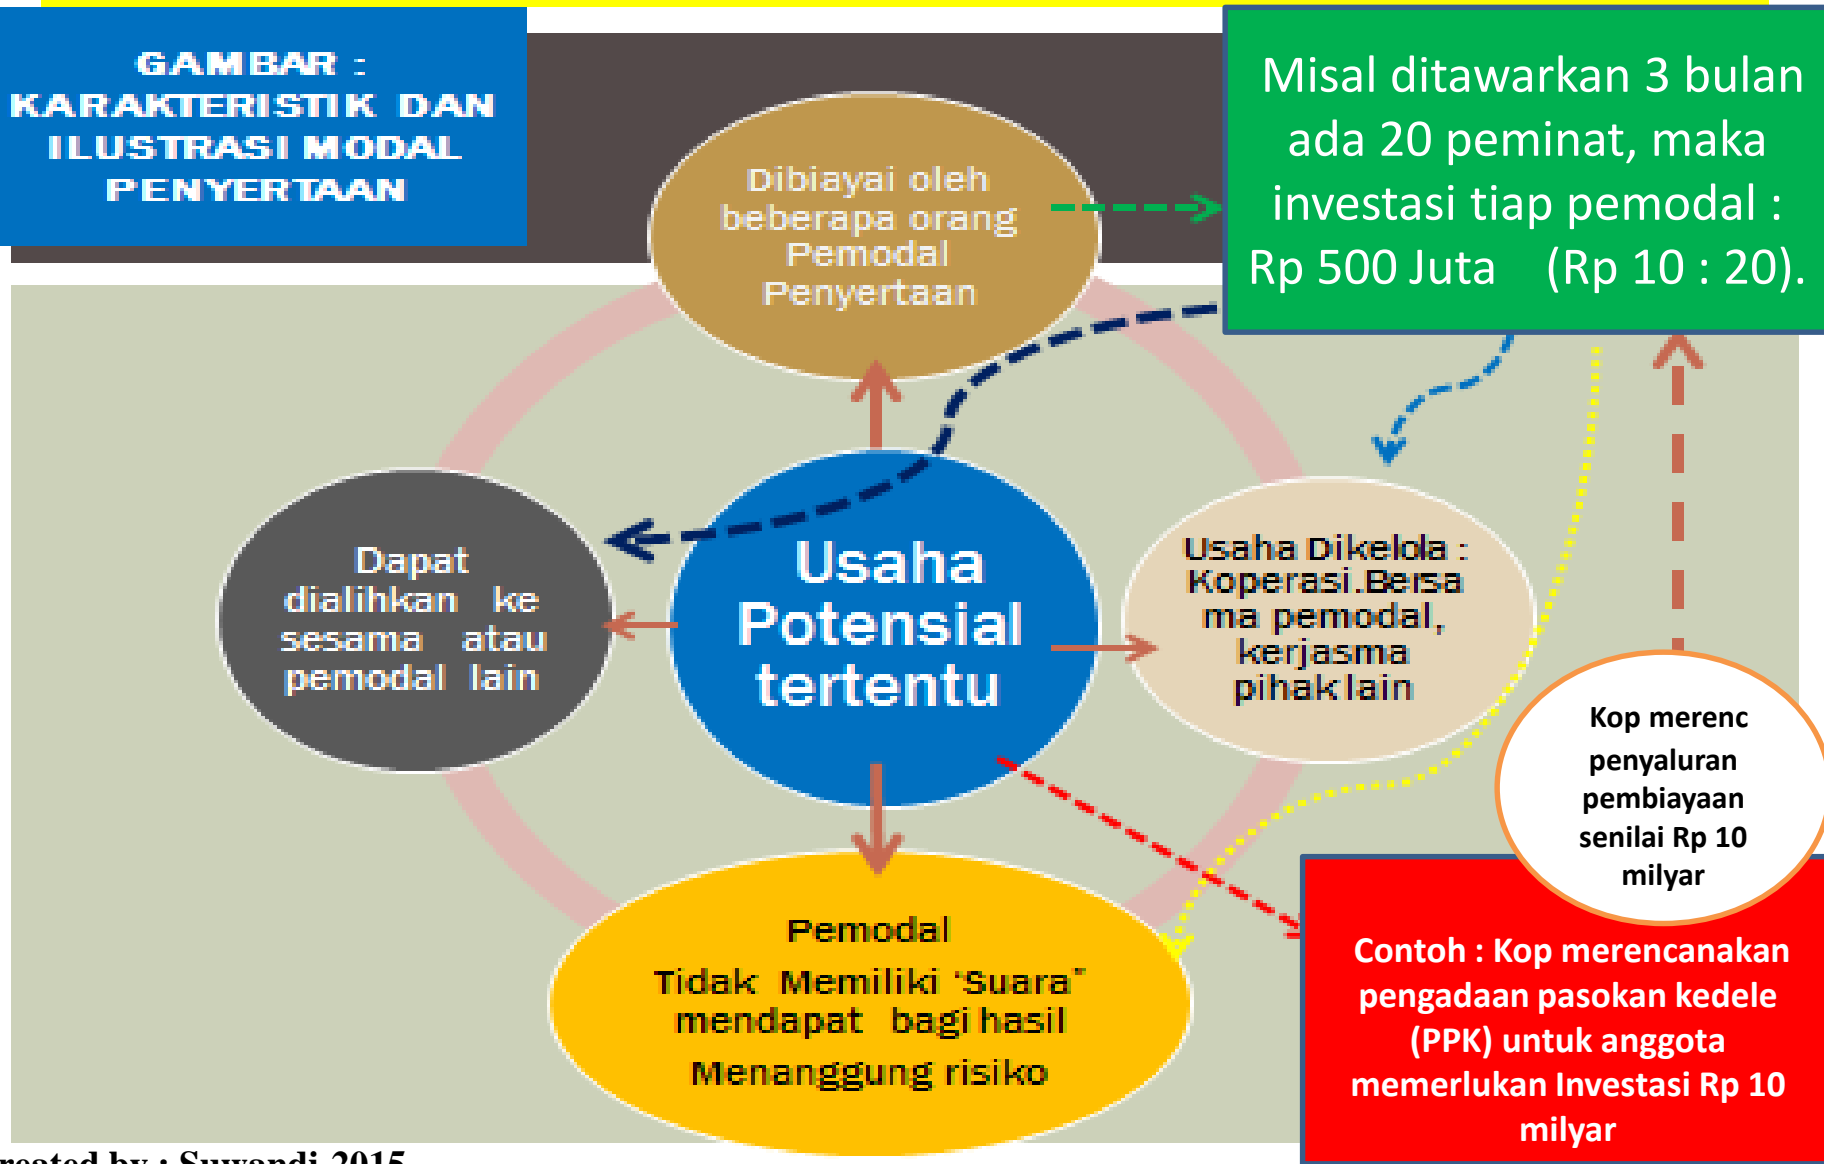 GAMBAR :
KARAKTERISTIK DAN
ILUSTRASI MODAL
PENYERTAAN
Misal ditawarkan 3 bulan
ada 20 peminat, maka
investasi tiap pemodal :
Rp 500 Juta (Rp 10 : 20).
Dibiayai oleh
beberapa orang
Pemodal
Penyertaan
Dapat
dialihkan ke
sesama atau
pemodal lain
Usaha
Potensial
tertentu
Usaha Dikelola :
Koperasi.Bersa
ma pemodal,
kerjasma
pihak lain
Kop merenc
penyaluran
pembiayaan
senilai Rp 10
milyar
Pemodal
Tidak Memiliki "Suara"
mendapat bagi hasil
Menanggung risiko
Contoh : Kop merencanakan
pengadaan pasokan kedele
(PPK) untuk anggota
memerlukan Investasi Rp 10
milyar
reated by : Suwandi-2015